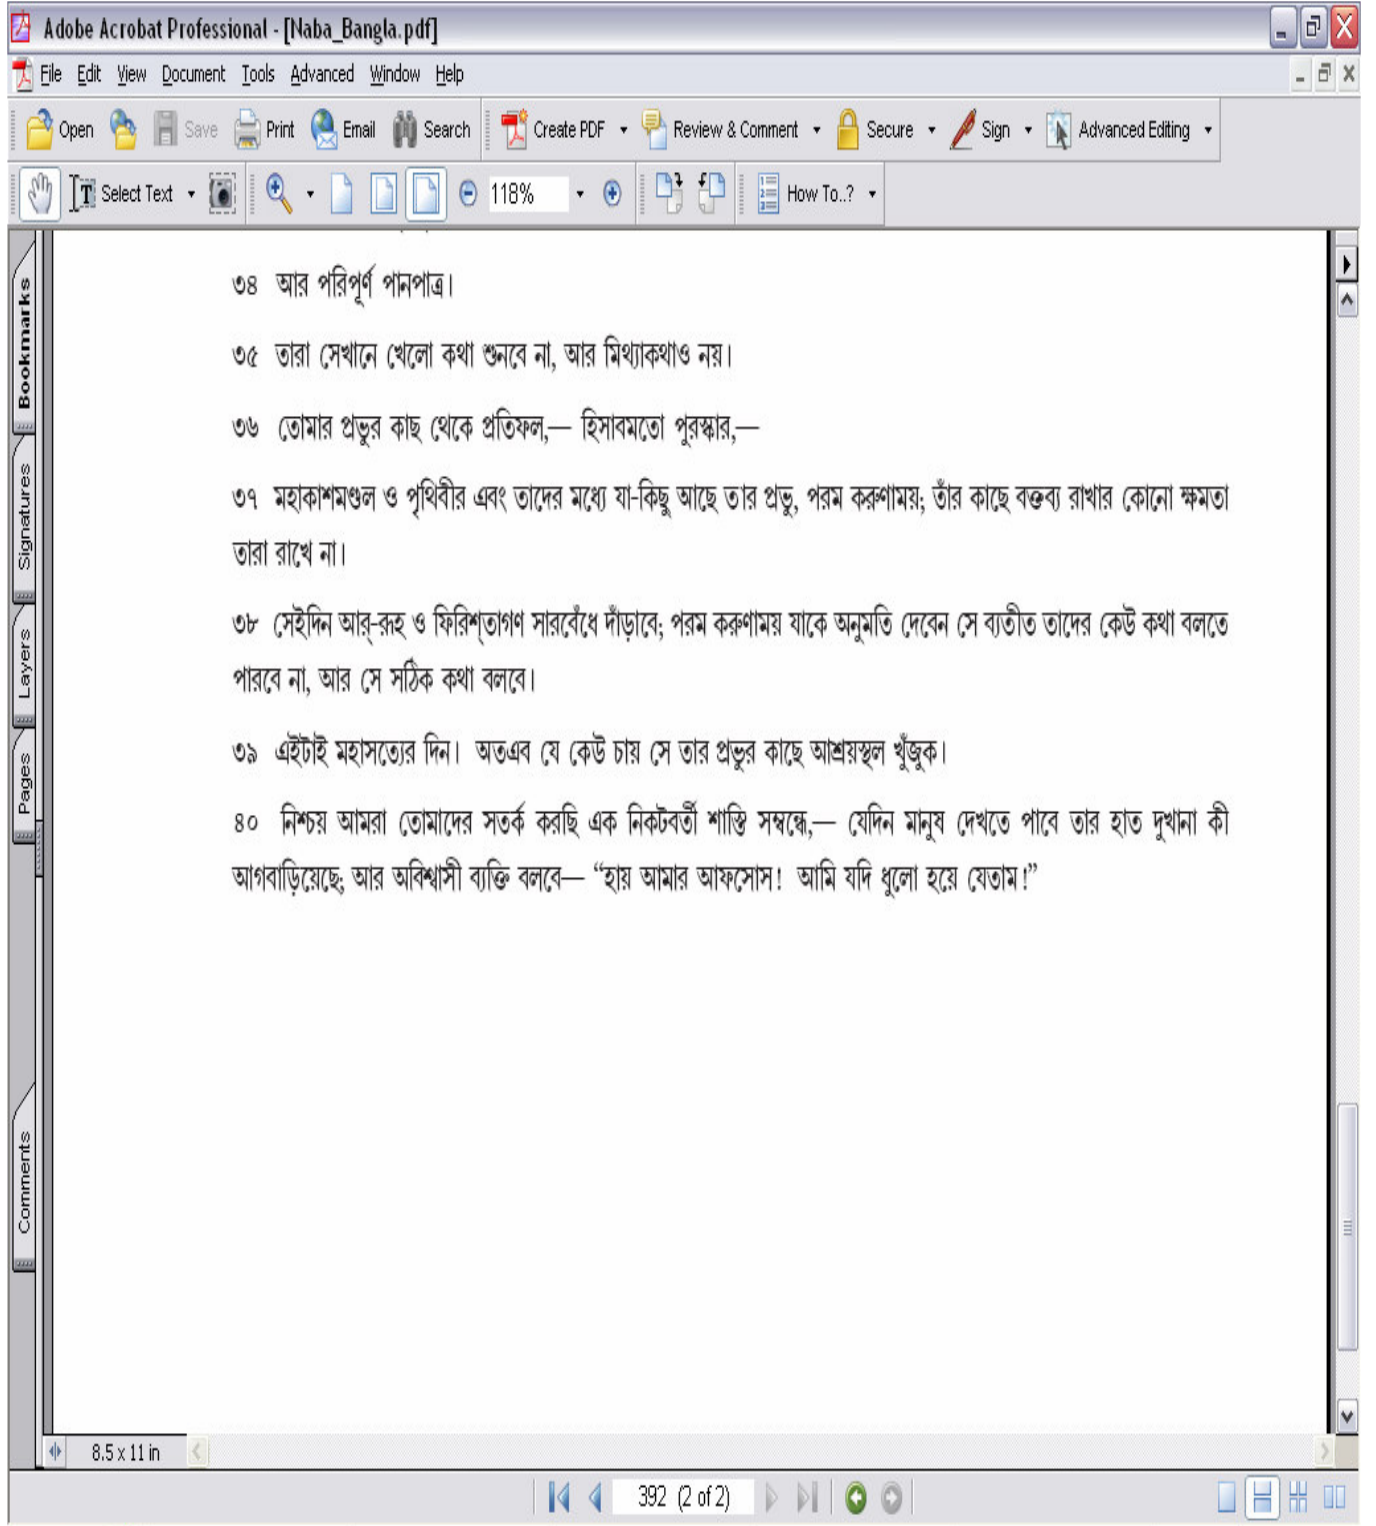 Adobe Acrobat Professional - [Naba_Bangla.pdf]
File Edit View Document Tools Advanced Window Help
Open Save Print Email Search Create PDF Review & Comment Secure Sign Advanced Editing
Select Text 118% How To..?
৩৪ আর পরিপূর্ণ পানপাত্র।
৩৫ তারা সেখানে খেলো কথা শুনবে না, আর মিথ্যাকথাও নয়।
৩৬ তোমার প্রভুর কাছ থেকে প্রতিফল,— হিসাবমতো পুরস্কার,—
৩৭ মহাকাশমণ্ডল ও পৃথিবীর এবং তাদের মধ্যে যা-কিছু আছে তার প্রভু, পরম করুণাময়; তাঁর কাছে বক্তব্য রাখার কোনো ক্ষমতা
তারা রাখে না।
৩৮ সেইদিন আর্-রূহ ও ফিরিশ্‌তাগণ সারবেঁধে দাঁড়াবে; পরম করুণাময় যাকে অনুমতি দেবেন সে ব্যতীত তাদের কেউ কথা বলতে
পারবে না, আর সে সঠিক কথা বলবে।
৩৯ এইটাই মহাসত্যের দিন। অতএব যে কেউ চায় সে তার প্রভুর কাছে আশ্রয়স্থল খুঁজুক।
৪০ নিশ্চয় আমরা তোমাদের সতর্ক করছি এক নিকটবর্তী শাস্তি সম্বন্ধে,— যেদিন মানুষ দেখতে পাবে তার হাত দুখানা কী
আগবাড়িয়েছে; আর অবিশ্বাসী ব্যক্তি বলবে— “হায় আমার আফসোস! আমি যদি ধুলো হয়ে যেতাম!”
Bookmarks
Signatures
Layers
Pages
Comments
8.5 x 11 in
392 (2 of 2)